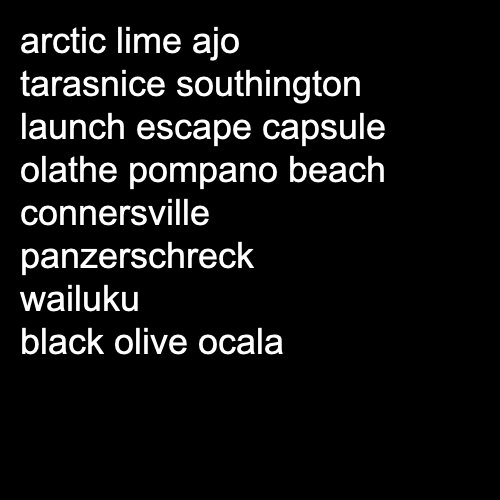 arctic lime ajo
tarasnice southington
launch escape capsule
olathe pompano beach
connersville
panzerschreck
wailuku
black olive ocala